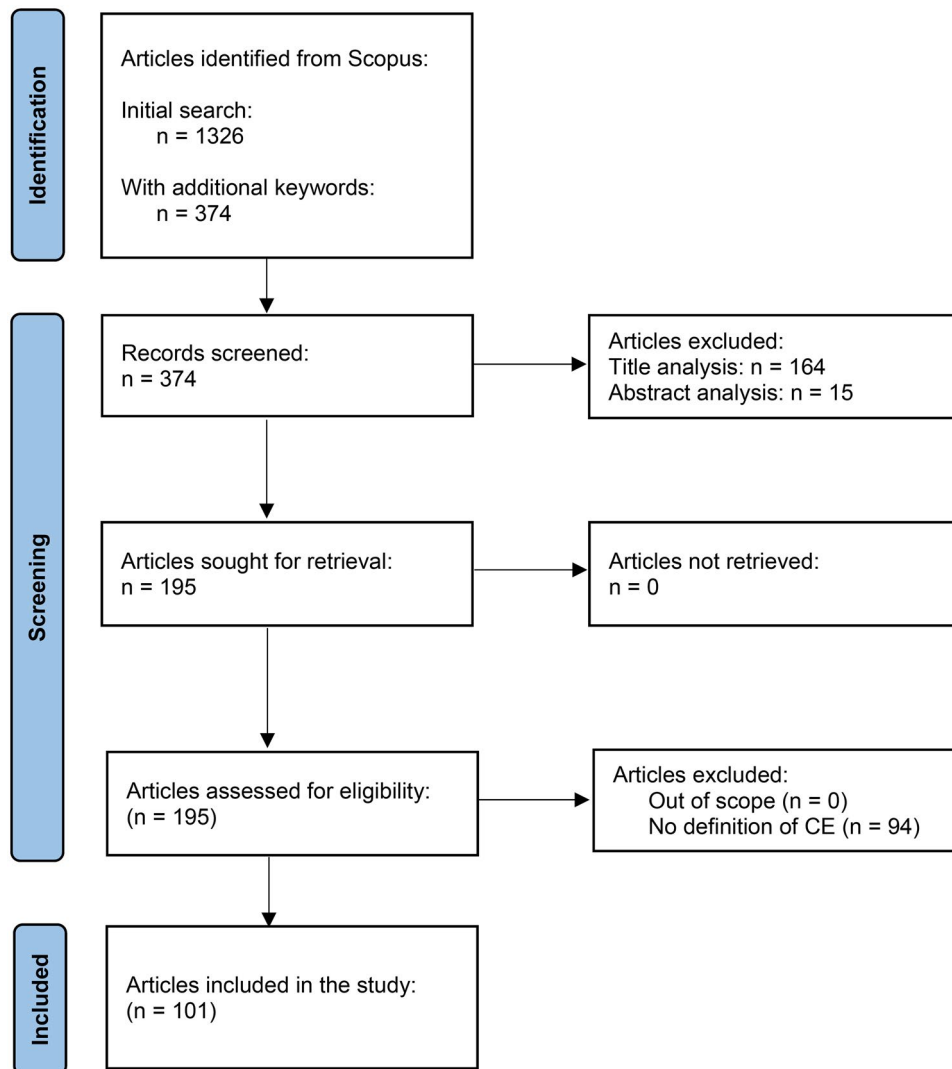 Identification
Articles identified from Scopus:
Initial search:
n = 1326
With additional keywords:
n = 374
Screening
Records screened:
n = 374
Articles excluded:
Title analysis: n = 164
Abstract analysis: n = 15
Articles sought for retrieval:
n = 195
Articles not retrieved:
n = 0
Articles assessed for eligibility:
(n = 195)
Articles excluded:
Out of scope (n = 0)
No definition of CE (n = 94)
Included
Articles included in the study:
(n = 101)